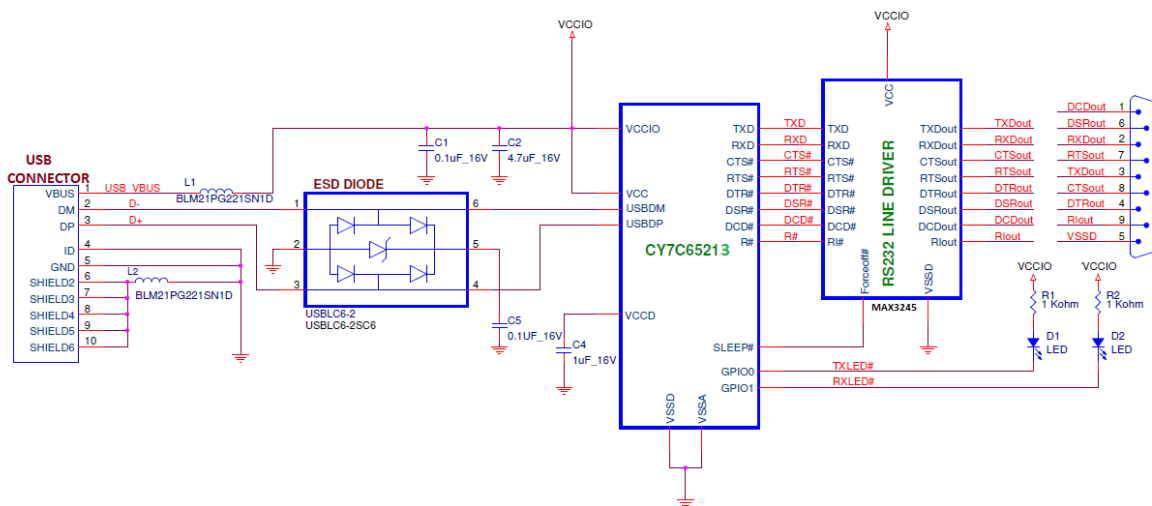 VCCIO
VCCIO
USB
CONNECTOR
VBUS
DM
DP
ID
GND
SHIELD2
SHIELD3
SHIELD4
SHIELD5
SHIELD6
1
2
3
4
5
6
7
8
9
10
USB_VBUS
D-
D+
L1
BLM21PG221SN1D
L2
BLM21PG221SN1D
ESD DIODE
1
2
3
6
5
4
USBLC6-2
USBLC6-2SC6
C1
0.1uF_16V
C2
4.7uF_16V
C5
0.1UF_16V
C4
1uF_16V
VCCIO
VCC
USBDM
USBDP
VCCD
CY7C65213
VSSD
VSSA
TXD
RXD
CTS#
RTS#
DTR#
DSR#
DCD#
R#
SLEEP#
GPIO0
GPIO1
TXD
RXD
CTS#
RTS#
DTR#
DSR#
DCD#
R#
TXLED#
RXLED#
VCC
TXD
RXD
CTS#
RTS#
DTR#
DSR#
DCD#
RI#
RS232 LINE DRIVER
Forceoff#
VSSD
MAX3245
TXDout
RXDout
CTSout
RTSout
DTRout
DSRout
DCDout
RIout
TXDout
RXDout
CTSout
RTSout
DTRout
DSRout
DCDout
RIout
DCDout 1
DSRout 6
RXDout 2
RTSout 7
TXDout 3
CTSout 8
DTRout 4
RIout 9
VSSD 5
VCCIO
R1
1 Kohm
D1
LED
VCCIO
R2
1 Kohm
D2
LED